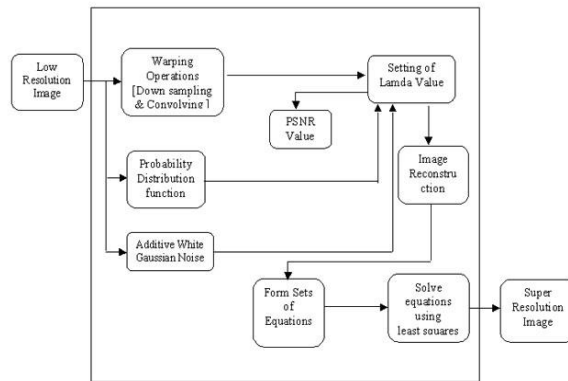 Low
Resolution
Image
Warping
Operations
[Down sampling
& Convolving ]
Setting of
Lamda Value
PSNR
Value
Probability
Distribution
function
Image
Reconstru
ction
Additive White
Gaussian Noise
Form Sets
of
Equations
Solve
equations
using
least squares
Super
Resolution
Image